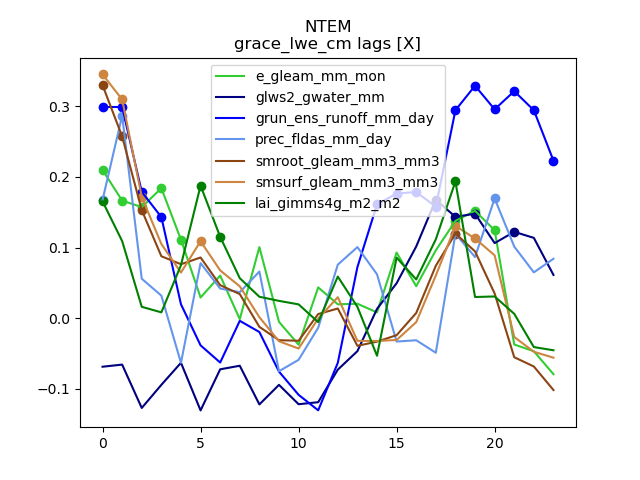 NTEM
grace_lwe_cm lags [X]
e_gleam_mm_mon
glws2_gwater_mm
grun_ens_runoff_mm_day
prec_fldas_mm_day
smroot_gleam_mm3_mm3
smsurf_gleam_mm3_mm3
lai_gimms4g_m2_m2
0.3
0.2
0.1
0.0
−0.1
0 5 10 15 20